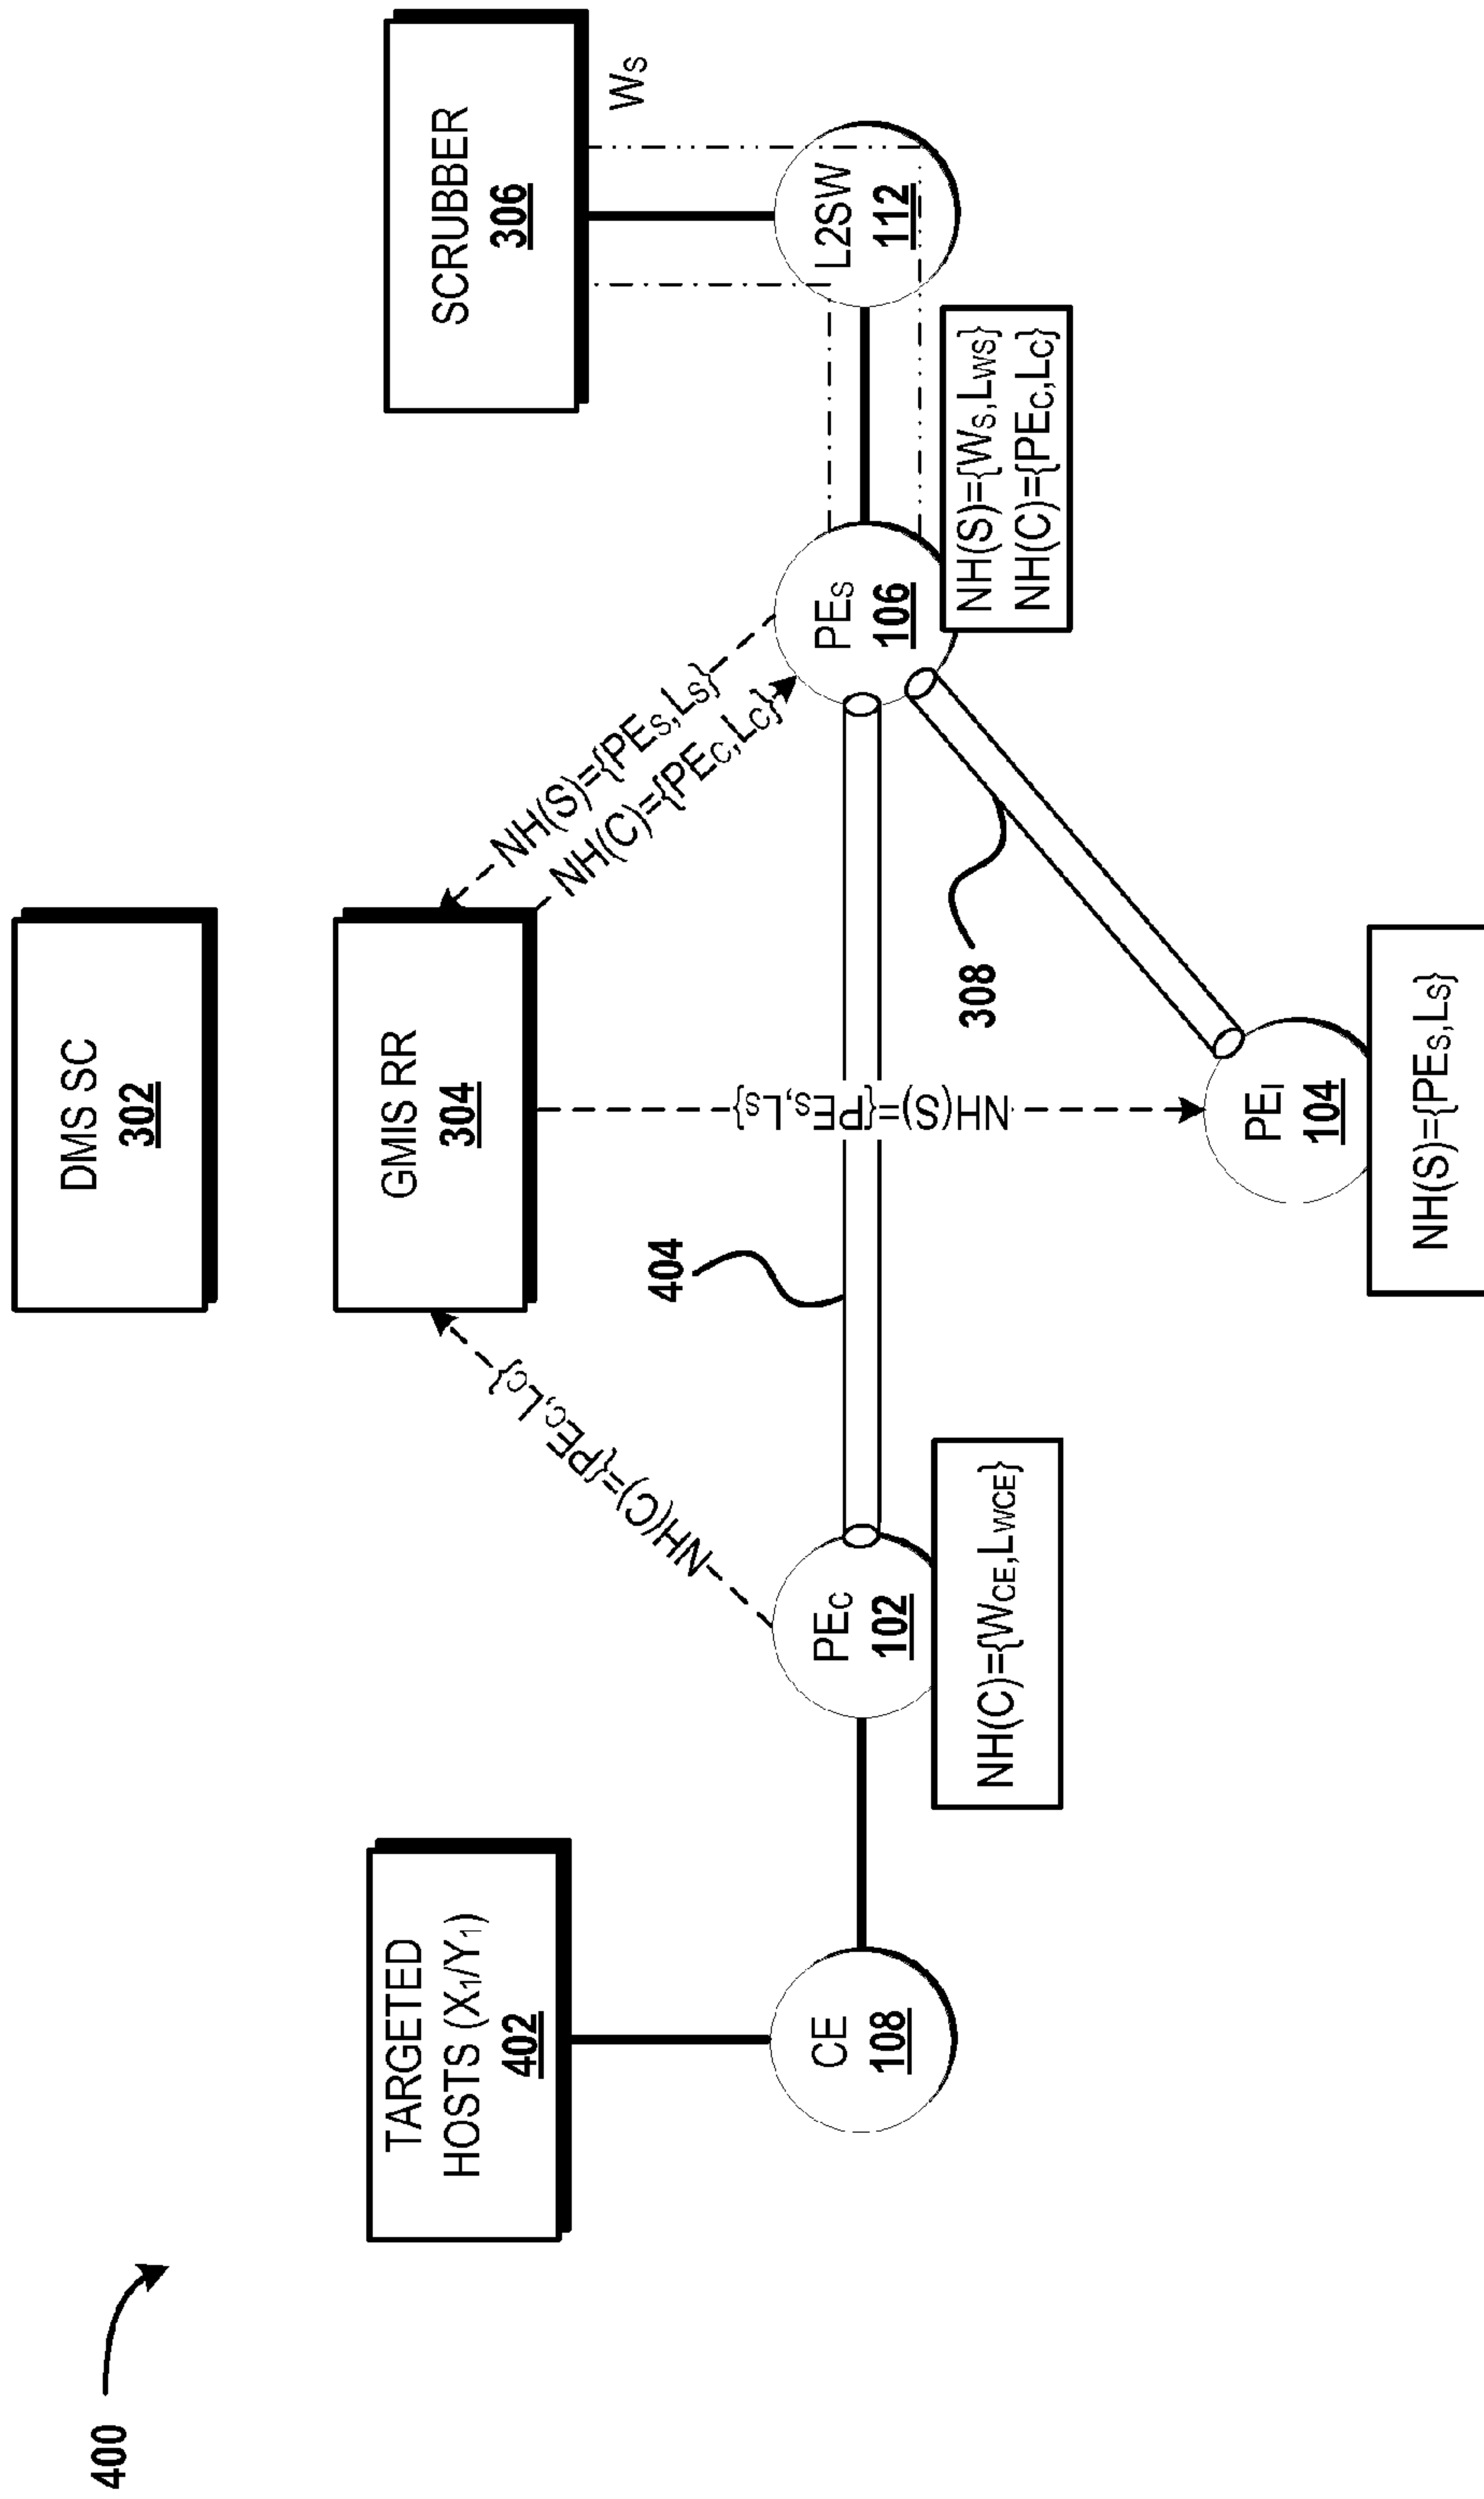 400
DMS SC
302
GMIS RR
304
TARGETED
HOSTS (X1/Y1)
402
SCRUBBER
306
WS
NH(C)={PEC,LC}
NH(S)={PES,LS}
NH(C)={PEC,LC}
404
NH(S)={PES,LS}
CE
108
PEC
102
PES
106
L2SW
112
NH(C)={WCE,LWCE}
308
NH(S)={WS,LWS}
NH(C)={PEC,LC}
PEI
104
NH(S)={PES,LS}